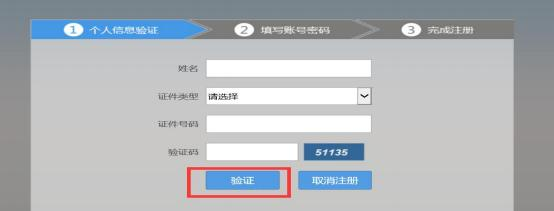 1 个人信息验证 2 填写账号密码 3 完成注册
姓名
证件类型 请选择
证件号码
验证码 51135
验证 取消注册